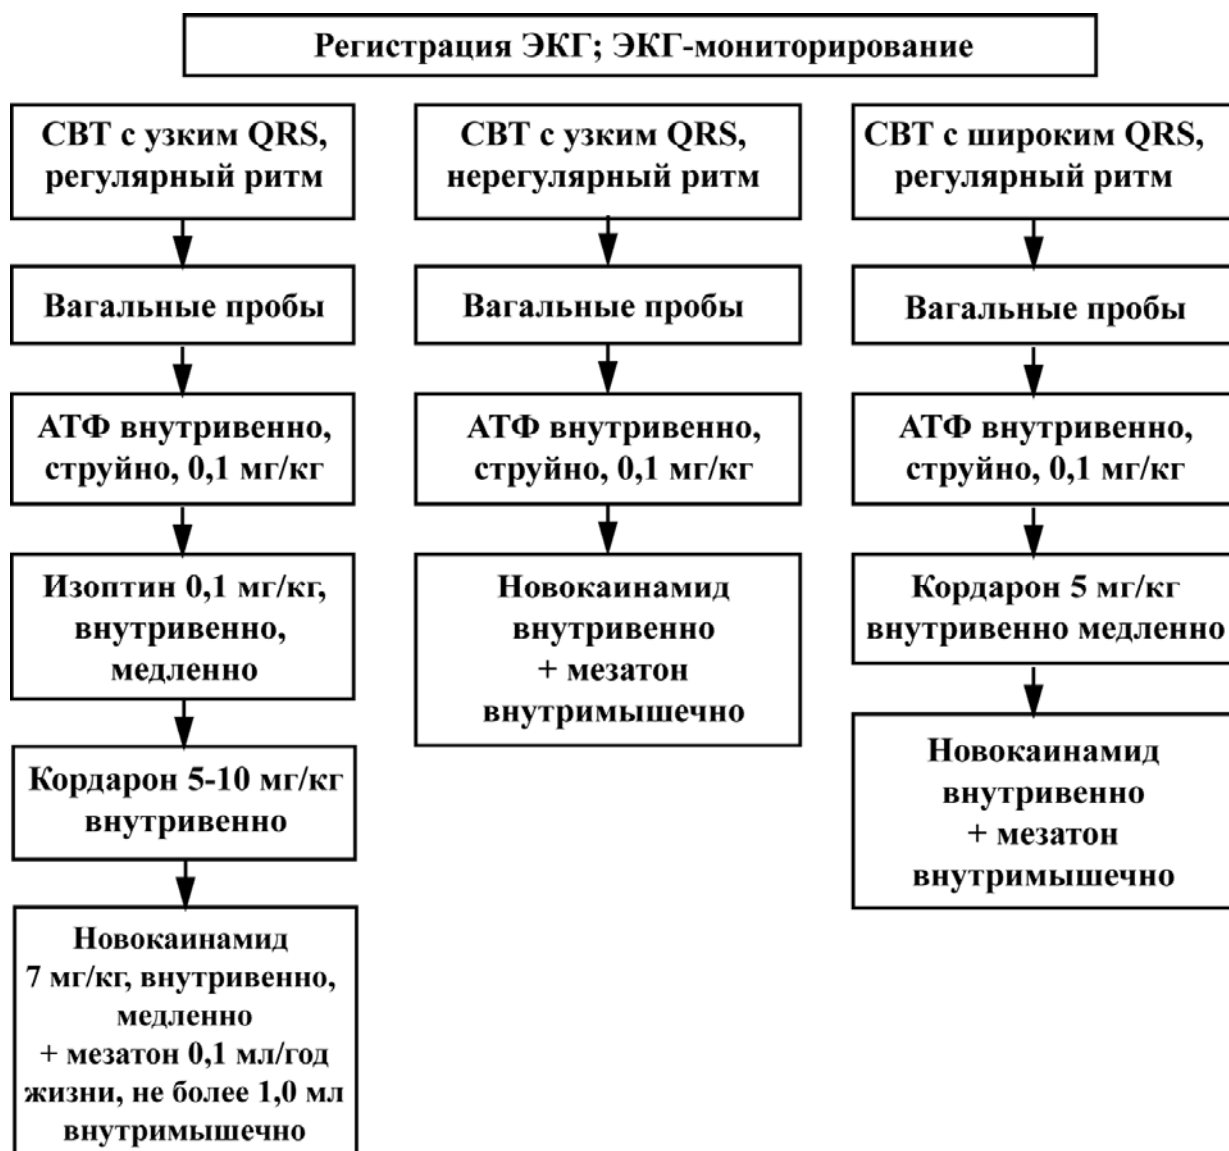 Регистрация ЭКГ; ЭКГ-мониторирование
СВТ с узким QRS,
регулярный ритм
Вагальные пробы
АТФ внутривенно,
струйно, 0,1 мг/кг
Изоптин 0,1 мг/кг,
внутривенно,
медленно
Кордарон 5-10 мг/кг
внутривенно
Новокаинамид
7 мг/кг, внутривенно,
медленно
+ мезатон 0,1 мл/год
жизни, не более 1,0 мл
внутримышечно
СВТ с узким QRS,
нерегулярный ритм
Вагальные пробы
АТФ внутривенно,
струйно, 0,1 мг/кг
Новокаинамид
внутривенно
+ мезатон
внутримышечно
СВТ с широким QRS,
регулярный ритм
Вагальные пробы
АТФ внутривенно,
струйно, 0,1 мг/кг
Кордарон 5 мг/кг
внутривенно медленно
Новокаинамид
внутривенно
+ мезатон
внутримышечно